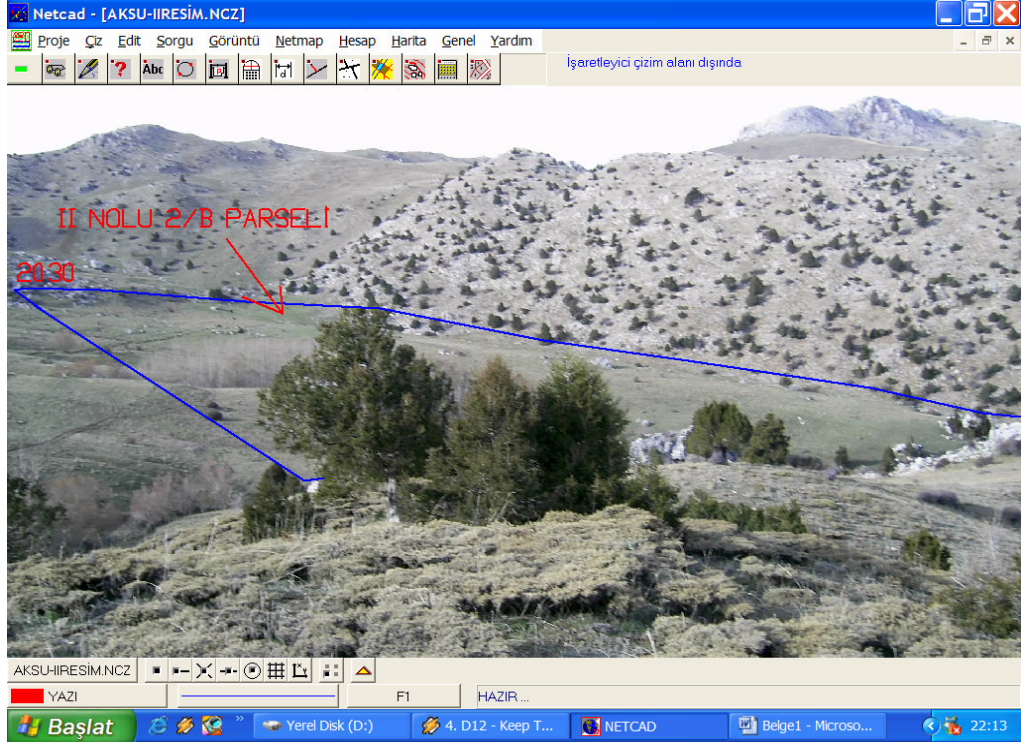 Netcad - [AKSU-IIRESİM.NCZ]
Proje Çiz Edit Sorgu Görüntü Netmap Hesap Harita Genel Yardım
Abc
İşaretleyici çizim alanı dışında
II NOLU 2/B PARSELİ
2030
AKSU-IIRESİM.NCZ
YAZI F1 HAZIR ...
Başlat Yerel Disk (D:) 4. D12 - Keep T... NETCAD Belge1 - Microso... 22:13